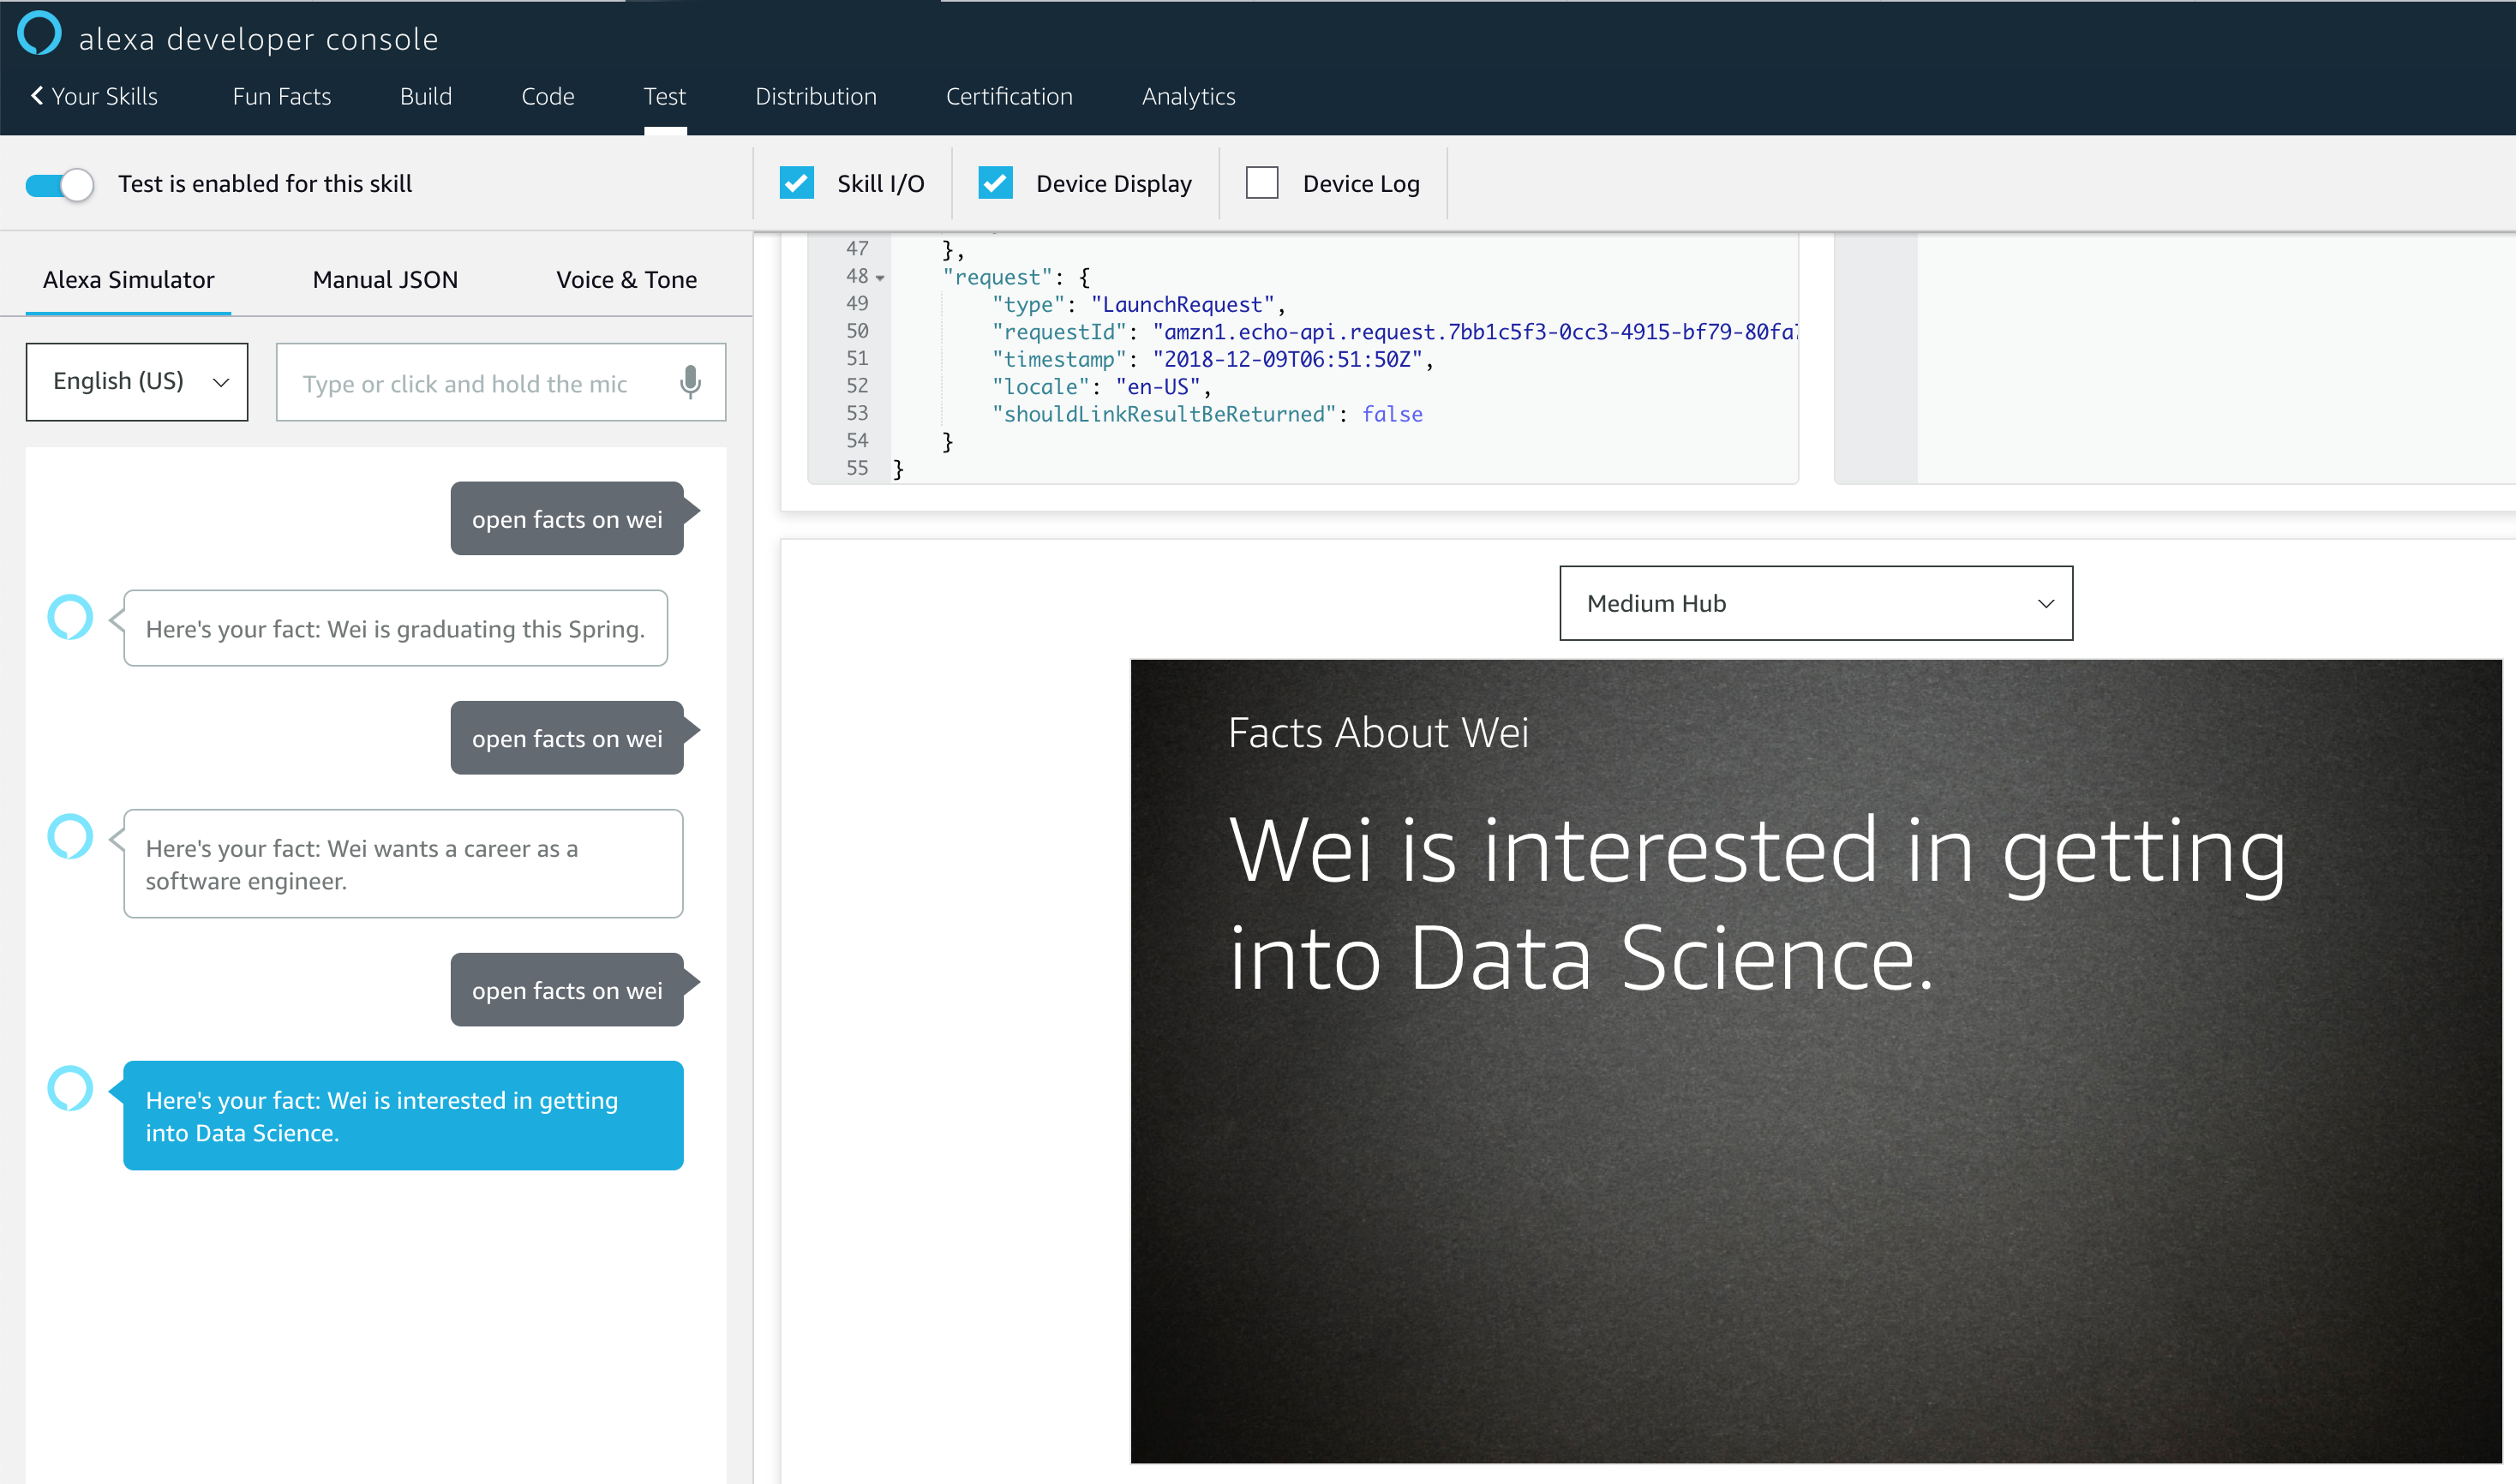 alexa developer console
Your Skills
Fun Facts
Build
Code
Test
Distribution
Certification
Analytics
Test is enabled for this skill
Skill I/O
Device Display
Device Log
Alexa Simulator
Manual JSON
Voice & Tone
English (US)
Type or click and hold the mic
open facts on wei
Here's your fact: Wei is graduating this Spring.
open facts on wei
Here's your fact: Wei wants a career as a
software engineer.
open facts on wei
Here's your fact: Wei is interested in getting
into Data Science.
47 },
48 "request": {
49 "type": "LaunchRequest",
50 "requestId": "amzn1.echo-api.request.7bb1c5f3-0cc3-4915-bf79-80fa
51 "timestamp": "2018-12-09T06:51:50Z",
52 "locale": "en-US",
53 "shouldLinkResultBeReturned": false
54 }
55 }
Medium Hub
Facts About Wei
Wei is interested in getting
into Data Science.